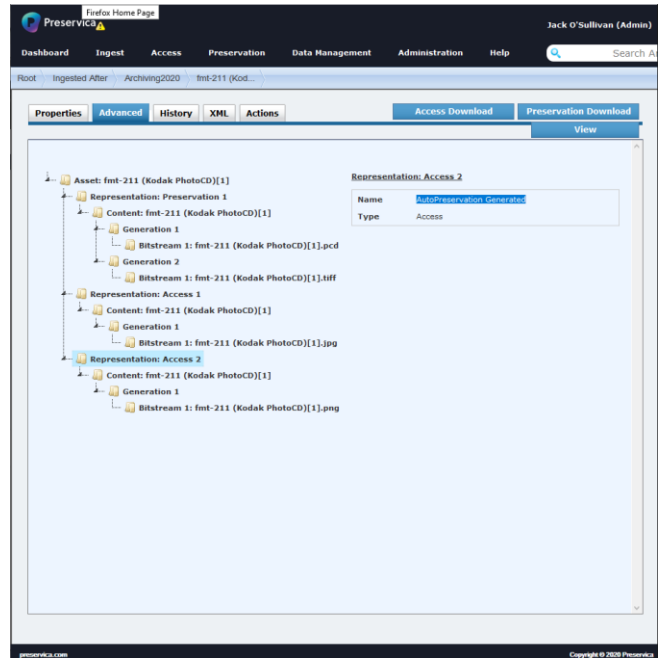 Firefox Home Page
Preservica
Jack O'Sullivan (Admin)
Dashboard Ingest Access Preservation Data Management Administration Help Search Ar
Root Ingested After Archiving2020 fmt-211 (Kod...
Properties Advanced History XML Actions Access Download Preservation Download
View
Asset: fmt-211 (Kodak PhotoCD)[1]
Representation: Preservation 1
Content: fmt-211 (Kodak PhotoCD)[1]
Generation 1
Bitstream 1: fmt-211 (Kodak PhotoCD)[1].pcd
Generation 2
Bitstream 1: fmt-211 (Kodak PhotoCD)[1].tiff
Representation: Access 1
Content: fmt-211 (Kodak PhotoCD)[1]
Generation 1
Bitstream 1: fmt-211 (Kodak PhotoCD)[1].jpg
Representation: Access 2
Content: fmt-211 (Kodak PhotoCD)[1]
Generation 1
Bitstream 1: fmt-211 (Kodak PhotoCD)[1].png
Representation: Access 2
Name AutoPreservation Generated
Type Access
preservica.com Copyright © 2020 Preservica